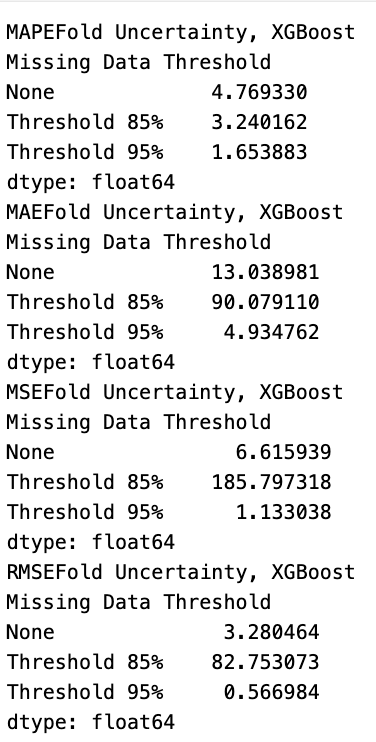 MAPEFold Uncertainty, XGBoost
Missing Data Threshold
None             4.769330
Threshold 85%    3.240162
Threshold 95%    1.653883
dtype: float64
MAEFold Uncertainty, XGBoost
Missing Data Threshold
None             13.038981
Threshold 85%    90.079110
Threshold 95%     4.934762
dtype: float64
MSEFold Uncertainty, XGBoost
Missing Data Threshold
None               6.615939
Threshold 85%    185.797318
Threshold 95%      1.133038
dtype: float64
RMSEFold Uncertainty, XGBoost
Missing Data Threshold
None              3.280464
Threshold 85%    82.753073
Threshold 95%     0.566984
dtype: float64